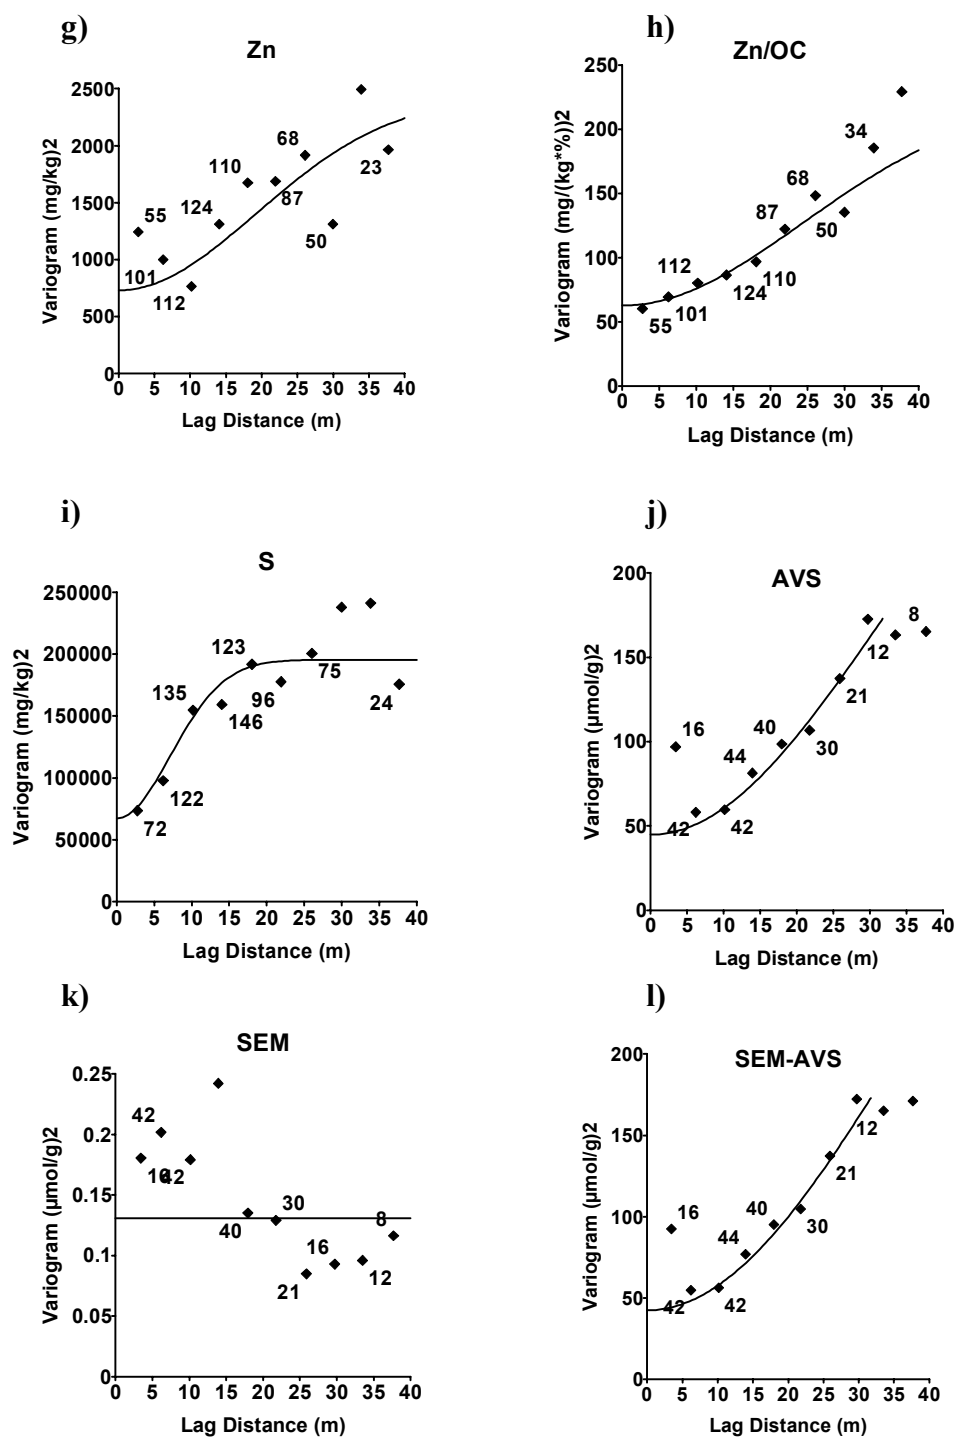 g)
Zn
Variogram (mg/kg)2
2500
2000
1500
1000
500
0
55
101
112
124
110
87
68
50
23
0 5 10 15 20 25 30 35 40
Lag Distance (m)
h)
Zn/OC
Variogram (mg/(kg*%))2
250
200
150
100
50
0
55
101
112
124
110
87
68
50
34
0 5 10 15 20 25 30 35 40
Lag Distance (m)
i)
S
Variogram (mg/kg)2
250000
200000
150000
100000
50000
0
72
122
135
146
123
96
75
24
0 5 10 15 20 25 30 35 40
Lag Distance (m)
j)
AVS
Variogram (µmol/g)2
200
150
100
50
0
16
42
42
44
40
30
21
12
8
0 5 10 15 20 25 30 35 40
Lag Distance (m)
k)
SEM
Variogram (µmol/g)2
0.25
0.2
0.15
0.1
0.05
0
42
16
42
40
30
21
16
12
8
0 5 10 15 20 25 30 35 40
Lag Distance (m)
l)
SEM-AVS
Variogram (µmol/g)2
200
150
100
50
0
16
42
42
44
40
30
21
12
0 5 10 15 20 25 30 35 40
Lag Distance (m)